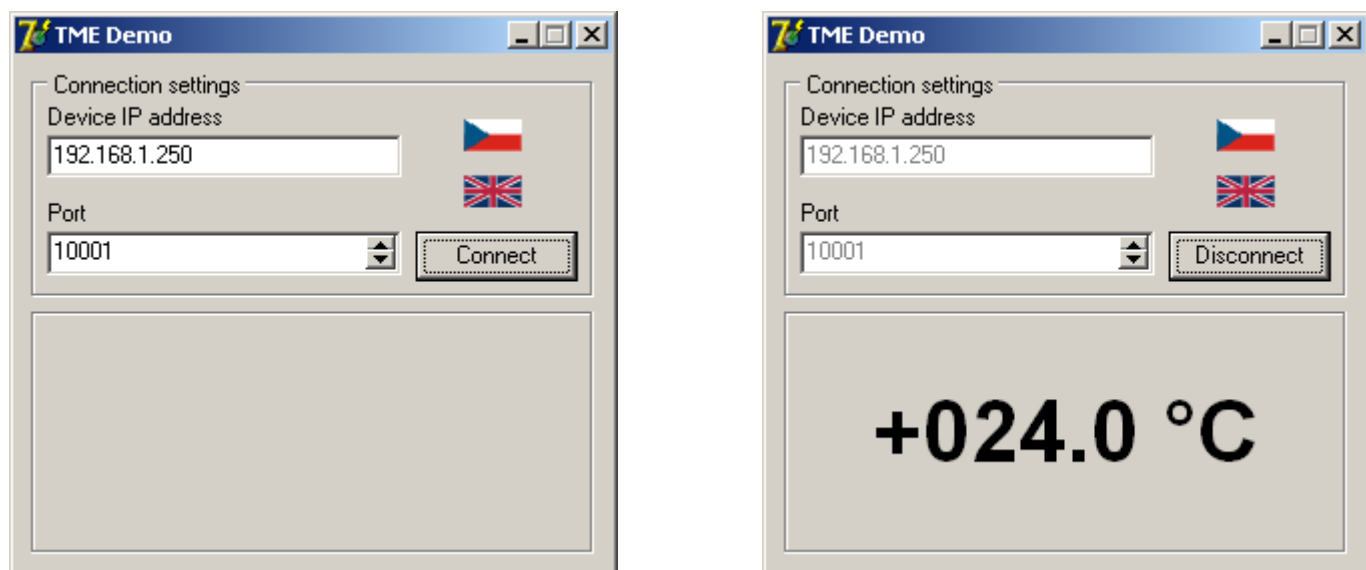 TME Demo
Connection settings
Device IP address
192.168.1.250
Port
10001
Connect
TME Demo
Connection settings
Device IP address
192.168.1.250
Port
10001
Disconnect
+024.0 °C